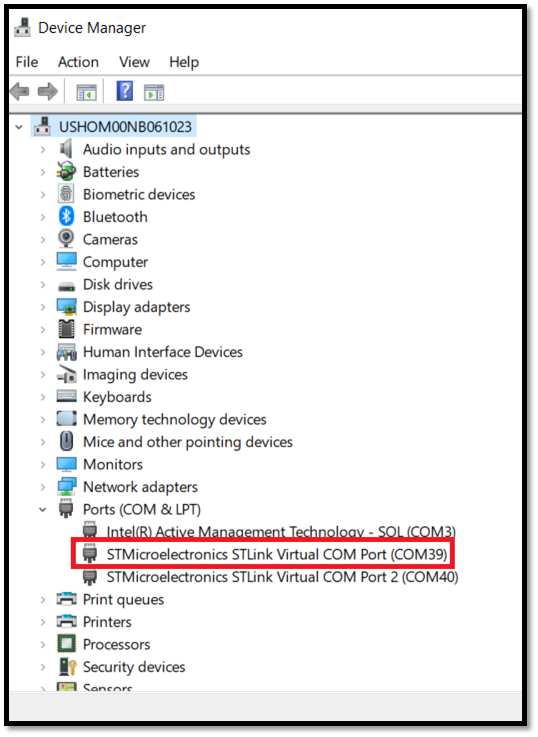 Device Manager
File Action View Help
USHOM00NB061023
Audio inputs and outputs
Batteries
Biometric devices
Bluetooth
Cameras
Computer
Disk drives
Display adapters
Firmware
Human Interface Devices
Imaging devices
Keyboards
Memory technology devices
Mice and other pointing devices
Monitors
Network adapters
Ports (COM & LPT)
Intel(R) Active Management Technology - SOL (COM3)
STMicroelectronics STLink Virtual COM Port (COM39)
STMicroelectronics STLink Virtual COM Port 2 (COM40)
Print queues
Printers
Processors
Security devices
Sensors